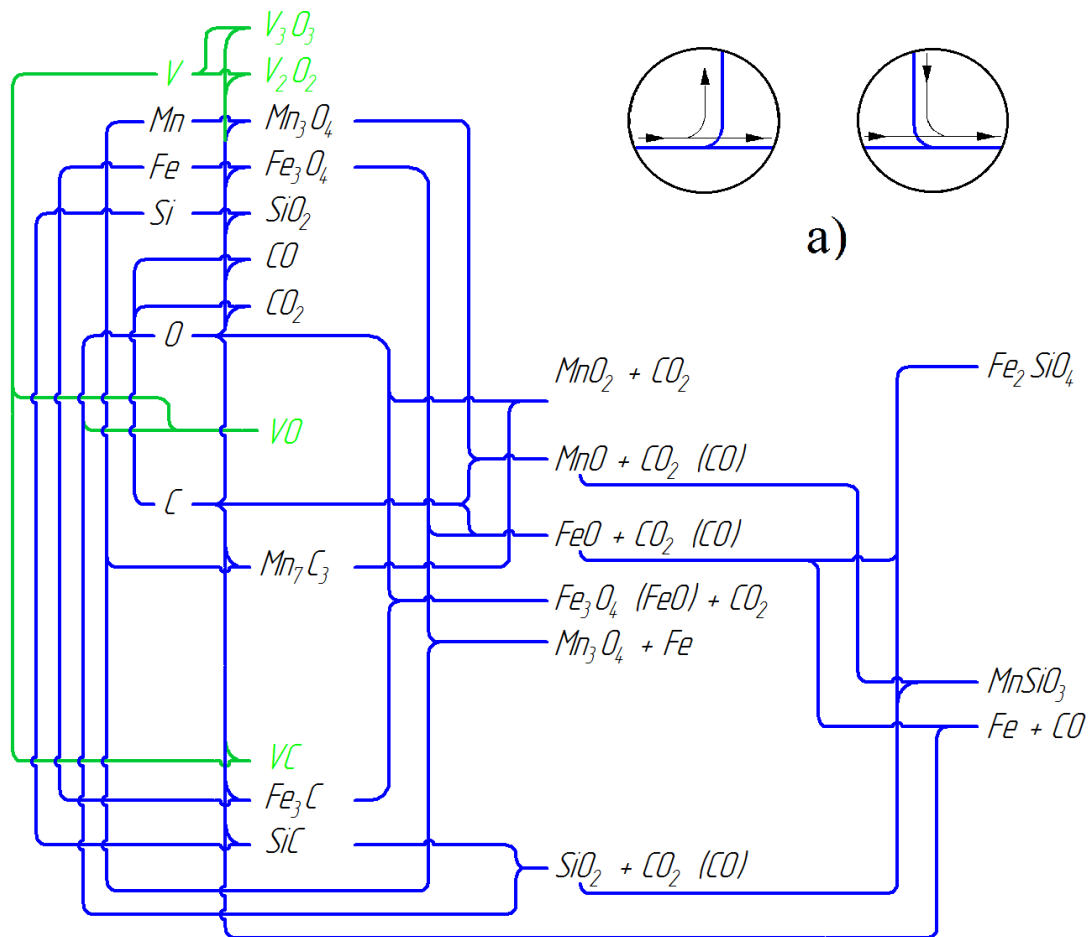 V₃O₃
V V₂O₂
Mn Mn₃O₄
Fe Fe₃O₄
Si SiO₂
a)
CO
CO₂
O
MnO₂ + CO₂ Fe₂SiO₄
VO
MnO + CO₂ (CO)
C
FeO + CO₂ (CO)
Mn₇C₃
Fe₃O₄ (FeO) + CO₂
Mn₃O₄ + Fe
MnSiO₃
Fe + CO
VC
Fe₃C
SiC
SiO₂ + CO₂ (CO)